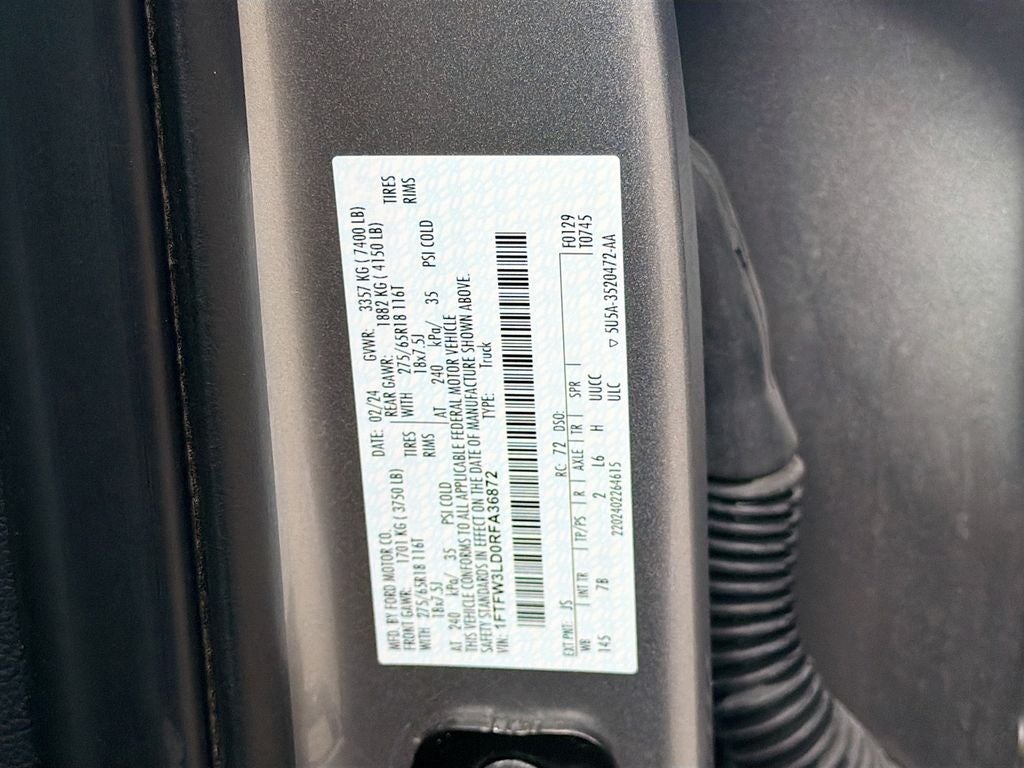 MFD. BY FORD MOTOR CO. DATE: 02/24 GVWR: 3357 KG ( 7400 LB)
FRONT GAWR: 1701 KG ( 3750 LB) REAR GAWR: 1882 KG ( 4150 LB)
WITH 275/65R18 116T TIRES WITH 275/65R18 116T TIRES
18x7.5J RIMS 18x7.5J RIMS
AT 240 kPa/ 35 PSI COLD AT 240 kPa/ 35 PSI COLD
THIS VEHICLE CONFORMS TO ALL APPLICABLE FEDERAL MOTOR VEHICLE
SAFETY STANDARDS IN EFFECT ON THE DATE OF MANUFACTURE SHOWN ABOVE.
VIN: 1FTFW3LD0RFA36872 TYPE: Truck
EXT PNT: JS RC: 72 DSO: F0129
WB INT TR TP/PS R AXLE TR SPR T0745
145 7B 2 L6 H UUCC
2202402264615 ULC ▽ 5U5A-3520472-AA